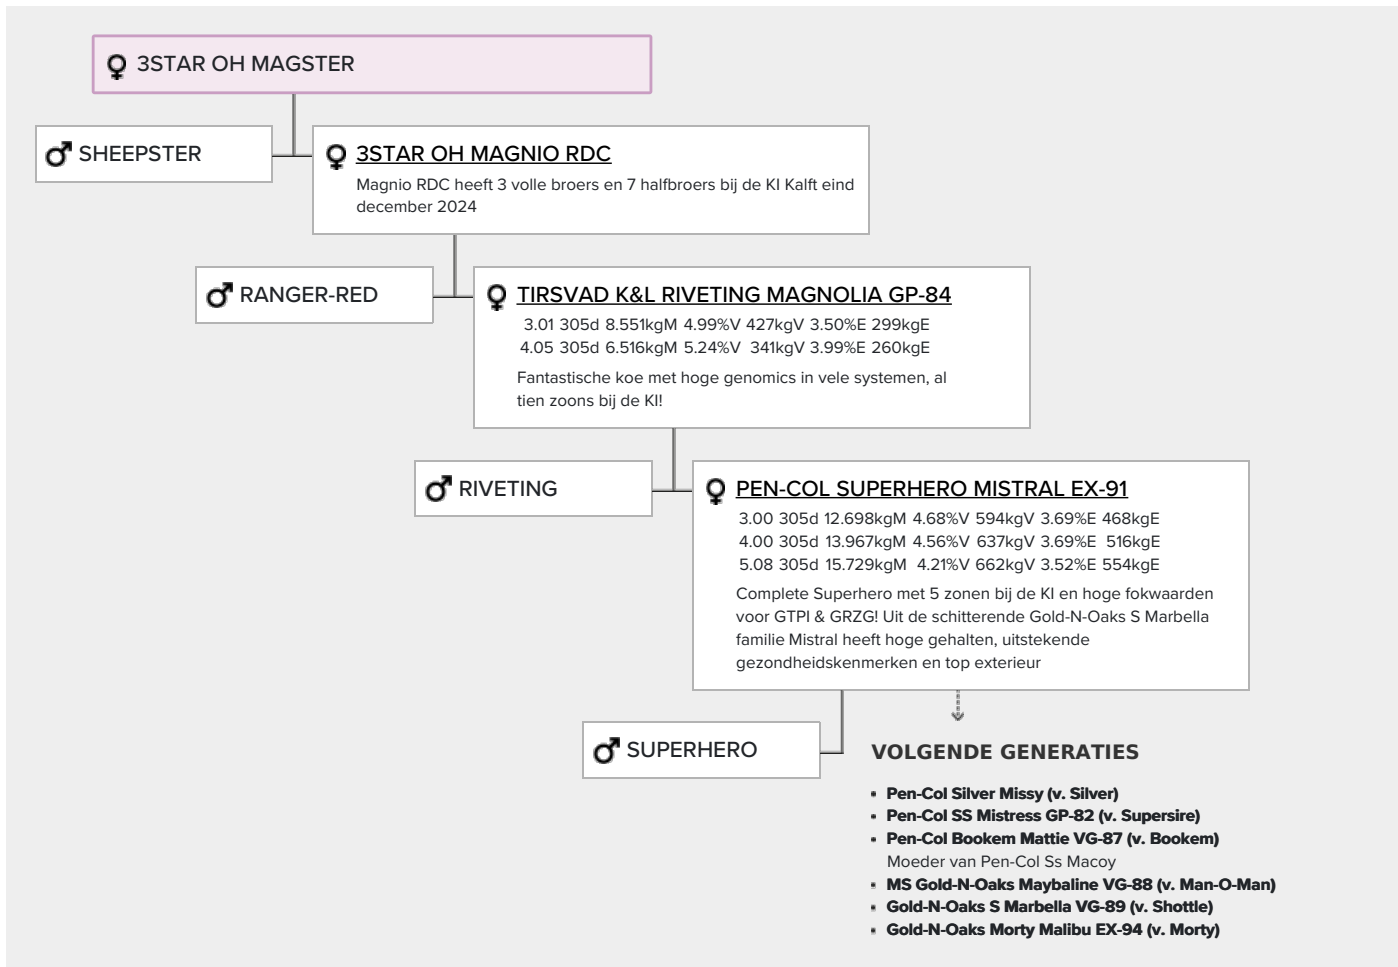 3STAR OH MAGSTER
SHEEPSTER
3STAR OH MAGNIO RDC
Magnio RDC heeft 3 volle broers en 7 halfbroers bij de KI Kalft eind
december 2024
RANGER-RED
TIRSVAD K&L RIVETING MAGNOLIA GP-84
3.01 305d 8.551kgM 4.99%V 427kgV 3.50%E 299kgE
4.05 305d 6.516kgM 5.24%V 341kgV 3.99%E 260kgE
Fantastische koe met hoge genomics in vele systemen, al
tien zoons bij de KI!
RIVETING
PEN-COL SUPERHERO MISTRAL EX-91
3.00 305d 12.698kgM 4.68%V 594kgV 3.69%E 468kgE
4.00 305d 13.967kgM 4.56%V 637kgV 3.69%E 516kgE
5.08 305d 15.729kgM 4.21%V 662kgV 3.52%E 554kgE
Complete Superhero met 5 zonen bij de KI en hoge fokwaarden
voor GTPI & GRZG! Uit de schitterende Gold-N-Oaks S Marbella
familie Mistral heeft hoge gehalten, uitstekende
gezondheidskenmerken en top exterieur
SUPERHERO
VOLGENDE GENERATIES
Pen-Col Silver Missy (v. Silver)
Pen-Col SS Mistress GP-82 (v. Supersire)
Pen-Col Bookem Mattie VG-87 (v. Bookem)
Moeder van Pen-Col Ss Macoy
MS Gold-N-Oaks Maybaline VG-88 (v. Man-O-Man)
Gold-N-Oaks S Marbella VG-89 (v. Shottle)
Gold-N-Oaks Morty Malibu EX-94 (v. Morty)